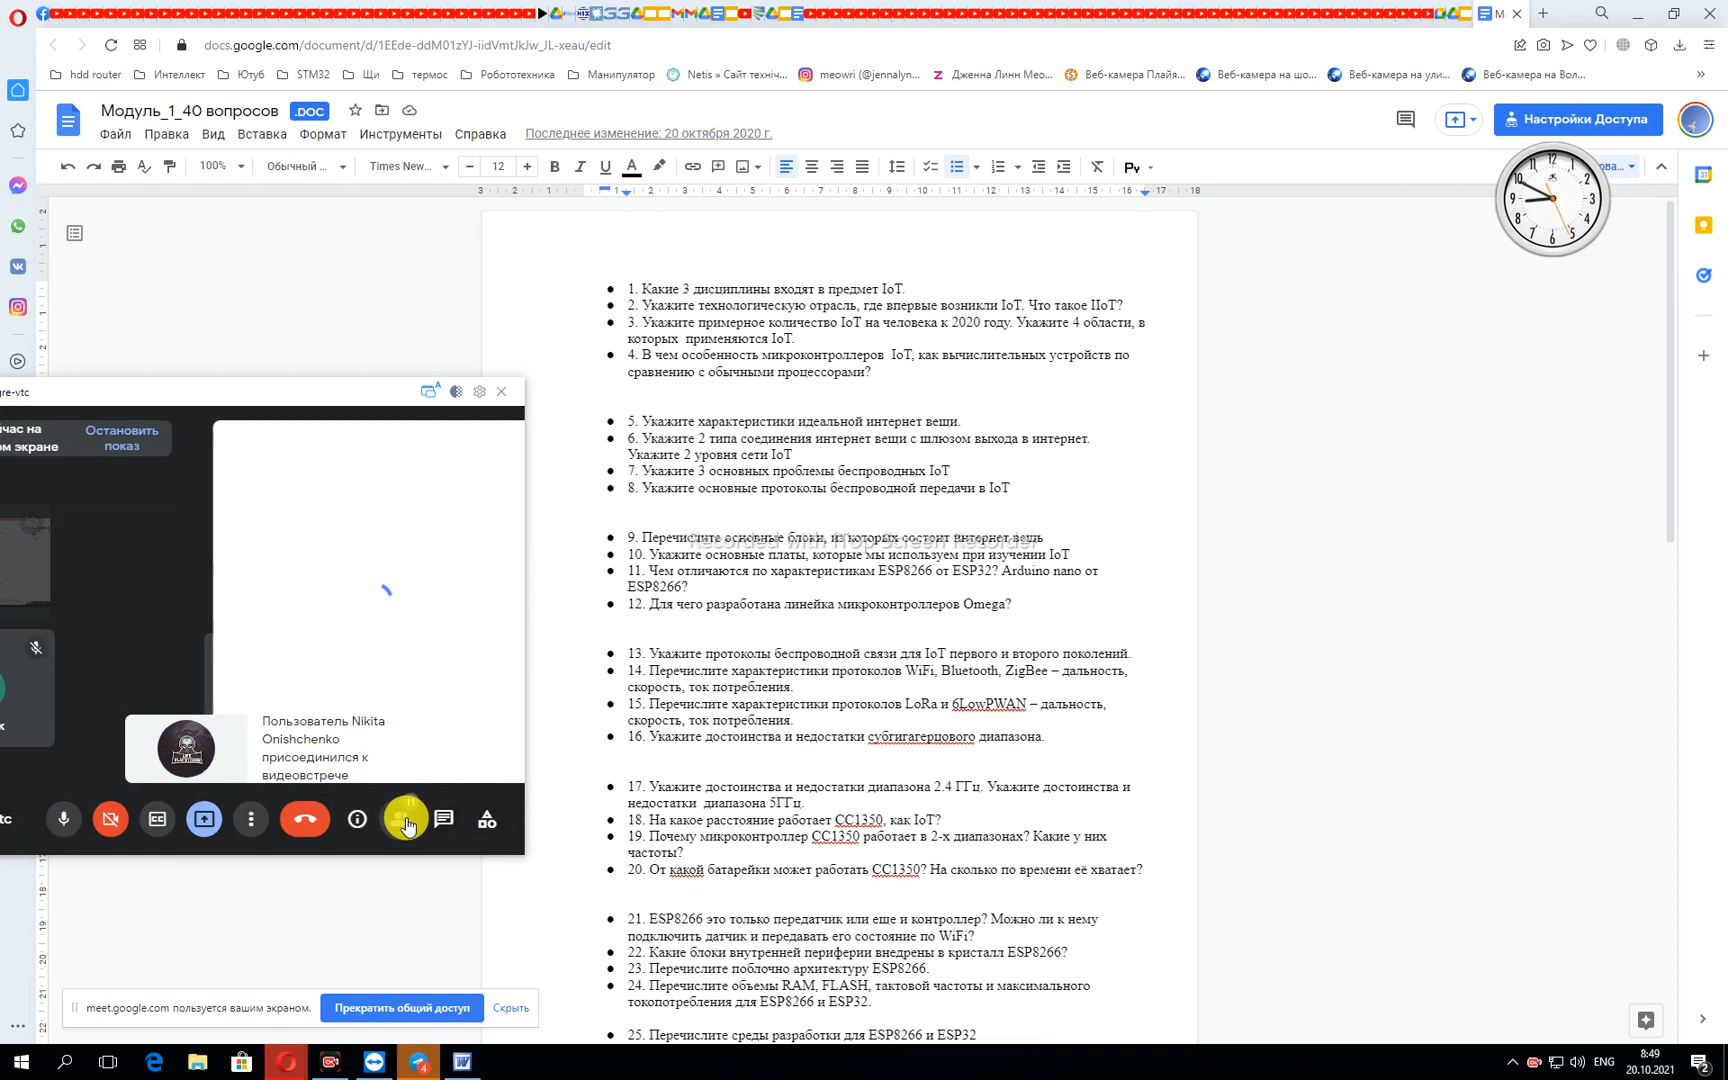 М
docs.google.com/document/d/1EEde-ddM01zYJ-iidVmtJkJw_JL-xeau/edit
hdd router
Интеллект
Ютуб
STM32
Щи
термос
Робототехника
Манипулятор
Netis » Сайт техніч...
meowri (@jennalyn...
Дженна Линн Мео...
Веб-камера Плайя...
Веб-камера на шо...
Веб-камера на ули...
Веб-камера на Вол...
Модуль_1_40 вопросов .DOC
Файл Правка Вид Вставка Формат Инструменты Справка Последнее изменение: 20 октября 2020 г.
Настройки Доступа
100% Обычный ... Times New... 12
1. Какие 3 дисциплины входят в предмет IoT.
2. Укажите технологическую отрасль, где впервые возникли IoT. Что такое IIoT?
3. Укажите примерное количество IoT на человека к 2020 году. Укажите 4 области, в
которых применяются IoT.
4. В чем особенность микроконтроллеров IoT, как вычислительных устройств по
сравнению с обычными процессорами?
5. Укажите характеристики идеальной интернет вещи.
6. Укажите 2 типа соединения интернет вещи с шлюзом выхода в интернет.
Укажите 2 уровня сети IoT
7. Укажите 3 основных проблемы беспроводных IoT
8. Укажите основные протоколы беспроводной передачи в IoT
9. Перечислите основные блоки, из которых состоит интернет вещь
Recorded with iTop Screen Recorder
10. Укажите основные платы, которые мы используем при изучении IoT
11. Чем отличаются по характеристикам ESP8266 от ESP32? Arduino nano от
ESP8266?
12. Для чего разработана линейка микроконтроллеров Omega?
13. Укажите протоколы беспроводной связи для IoT первого и второго поколений.
14. Перечислите характеристики протоколов WiFi, Bluetooth, ZigBee – дальность,
скорость, ток потребления.
15. Перечислите характеристики протоколов LoRa и 6LowPWAN – дальность,
скорость, ток потребления.
16. Укажите достоинства и недостатки субгигагерцового диапазона.
17. Укажите достоинства и недостатки диапазона 2.4 ГГц. Укажите достоинства и
недостатки диапазона 5ГГц.
18. На какое расстояние работает CC1350, как IoT?
19. Почему микроконтроллер CC1350 работает в 2-х диапазонах? Какие у них
частоты?
20. От какой батарейки может работать CC1350? На сколько по времени её хватает?
21. ESP8266 это только передатчик или еще и контроллер? Можно ли к нему
подключить датчик и передавать его состояние по WiFi?
22. Какие блоки внутренней периферии внедрены в кристалл ESP8266?
23. Перечислите поблочно архитектуру ESP8266.
24. Перечислите объемы RAM, FLASH, тактовой частоты и максимального
токопотребления для ESP8266 и ESP32.
25. Перечислите среды разработки для ESP8266 и ESP32
gre-vtc
йчас на
ом экране
Остановить
показ
к
Пользователь Nikita
Onishchenko
присоединился к
видеовстрече
tc
meet.google.com пользуется вашим экраном.
Прекратить общий доступ
Скрыть
ENG
8:49
20.10.2021